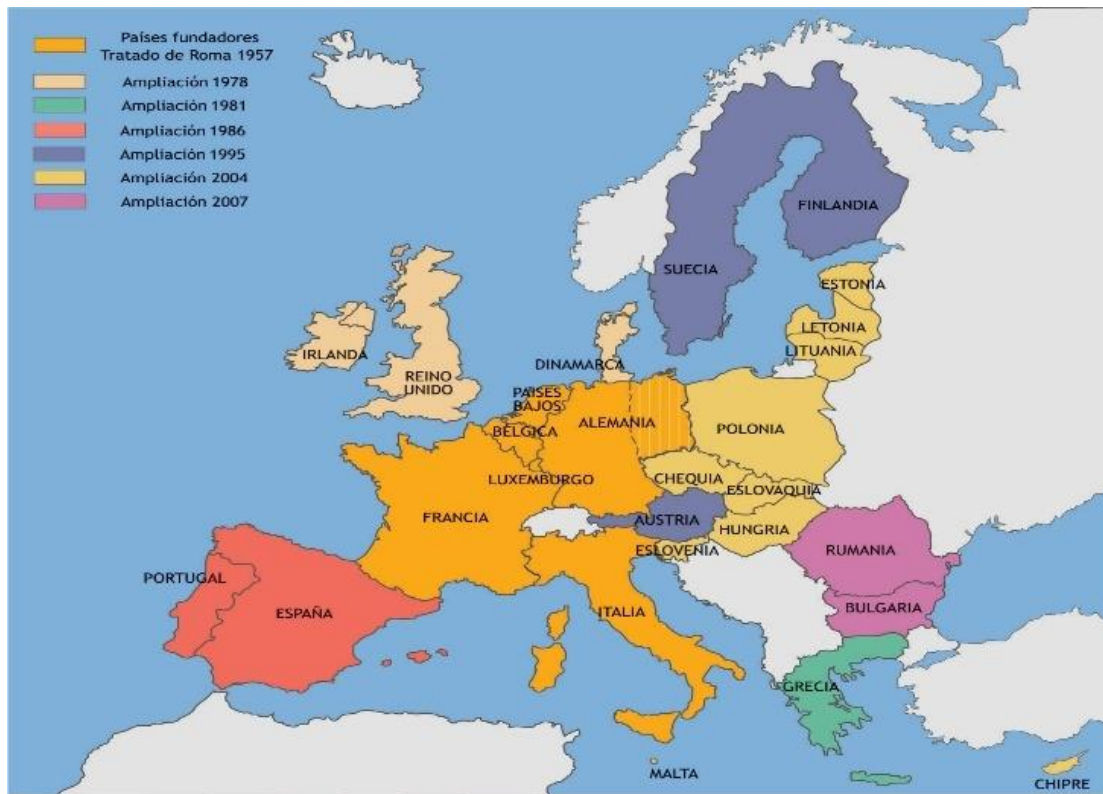 Países fundadores
Tratado de Roma 1957
Ampliación 1978
Ampliación 1981
Ampliación 1986
Ampliación 1995
Ampliación 2004
Ampliación 2007
FINLANDIA
SUECIA
ESTONIA
LETONIA
LITUANIA
IRLANDA
REINO
UNIDO
DINAMARCA
PAÍSES
BAJOS
BÉLGICA
ALEMANIA
POLONIA
LUXEMBURGO
CHEQUIA
ESLOVAQUIA
FRANCIA
AUSTRIA
HUNGRIA
ESLOVENIA
RUMANIA
PORTUGAL
ESPAÑA
ITALIA
BULGARIA
GRECIA
MALTA
CHIPRE